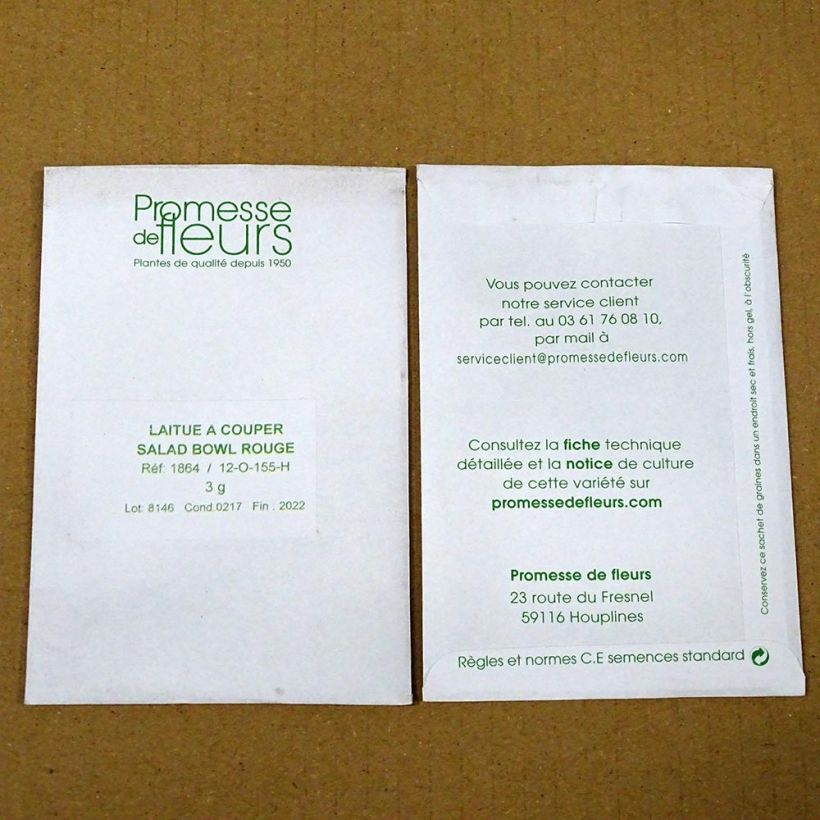 Promesse
de fleurs
Plantes de qualité depuis 1950
LAITUE A COUPER
SALAD BOWL ROUGE
Réf: 1864 / 12-O-155-H
3 g
Lot: 8146 Cond.0217 Fin . 2022
Vous pouvez contacter
notre service client
par tel. au 03 61 76 08 10,
par mail à
serviceclient@promessedefleurs.com
Consultez la fiche technique
détaillée et la notice de culture
de cette variété sur
promessedefleurs.com
Promesse de fleurs
23 route du Fresnel
59116 Houplines
Règles et normes C.E semences standard
Conservez ce sachet de graines dans un endroit sec et frais, hors gel, à l'obscurité